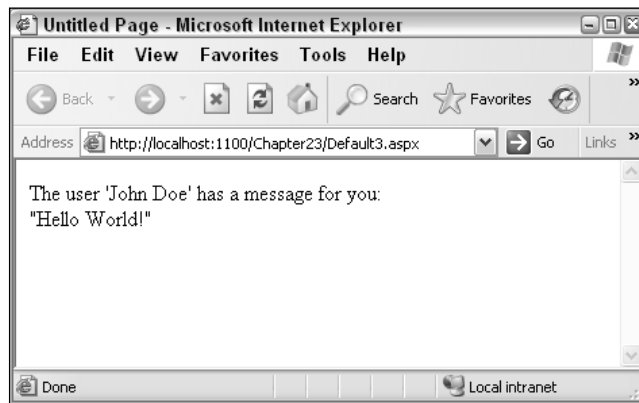 Untitled Page - Microsoft Internet Explorer
File Edit View Favorites Tools Help
Back Search Favorites »
Address http://localhost:1100/Chapter23/Default3.aspx Go Links »
The user 'John Doe' has a message for you:
"Hello World!"
Done Local intranet